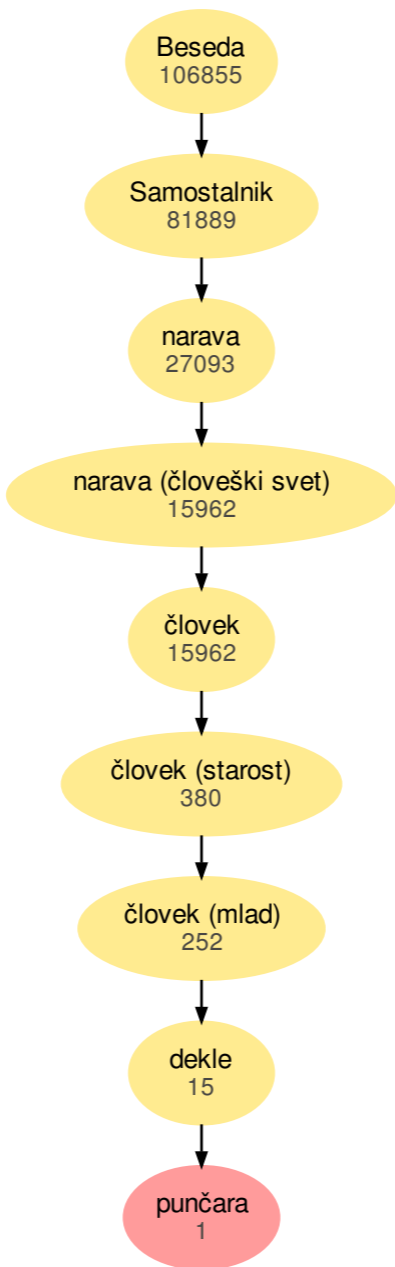 Beseda
106855
Samostalnik
81889
narava
27093
narava (človeški svet)
15962
človek
15962
človek (starost)
380
človek (mlad)
252
dekle
15
punčara
1